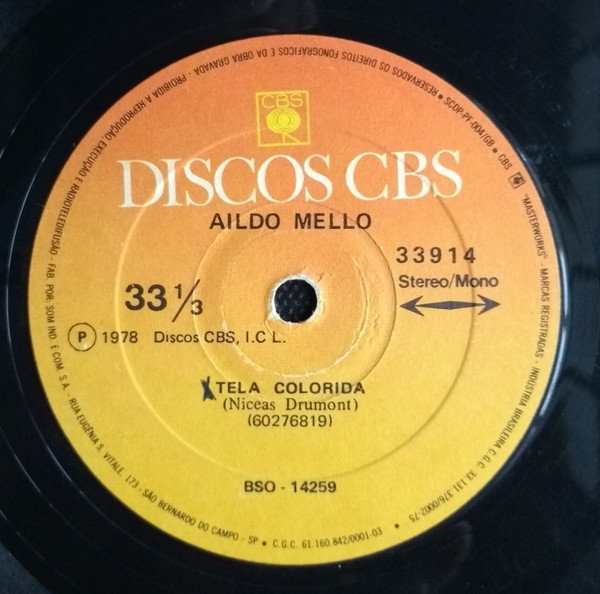 CBS
DISCOS CBS
AILDO MELLO
33914
33 1/3
Stereo/Mono
P 1978 Discos CBS, I.C L.
X TELA COLORIDA
(Niceas Drumont)
(60276819)
BSO - 14259
FAB. POR. SOM IND. E COM. S.A. - RUA EUGÊNIA S. VITALE, 173 - SÃO BERNARDO DO CAMPO - SP • C.G.C. 61.160.842/0001-03 •
PROIBIDA A REPRODUÇÃO, EXECUÇÃO E RADIOTELEDIFUSÃO -
RESERVADOS OS DIREITOS FONOGRÁFICOS E DA OBRA GRAVADA -
• SCDP-PF-004/GB • CBS "MASTERWORKS" - MARCAS REGISTRADAS - INDÚSTRIA BRASILEIRA C.G.C. 33.131.376/0002-75